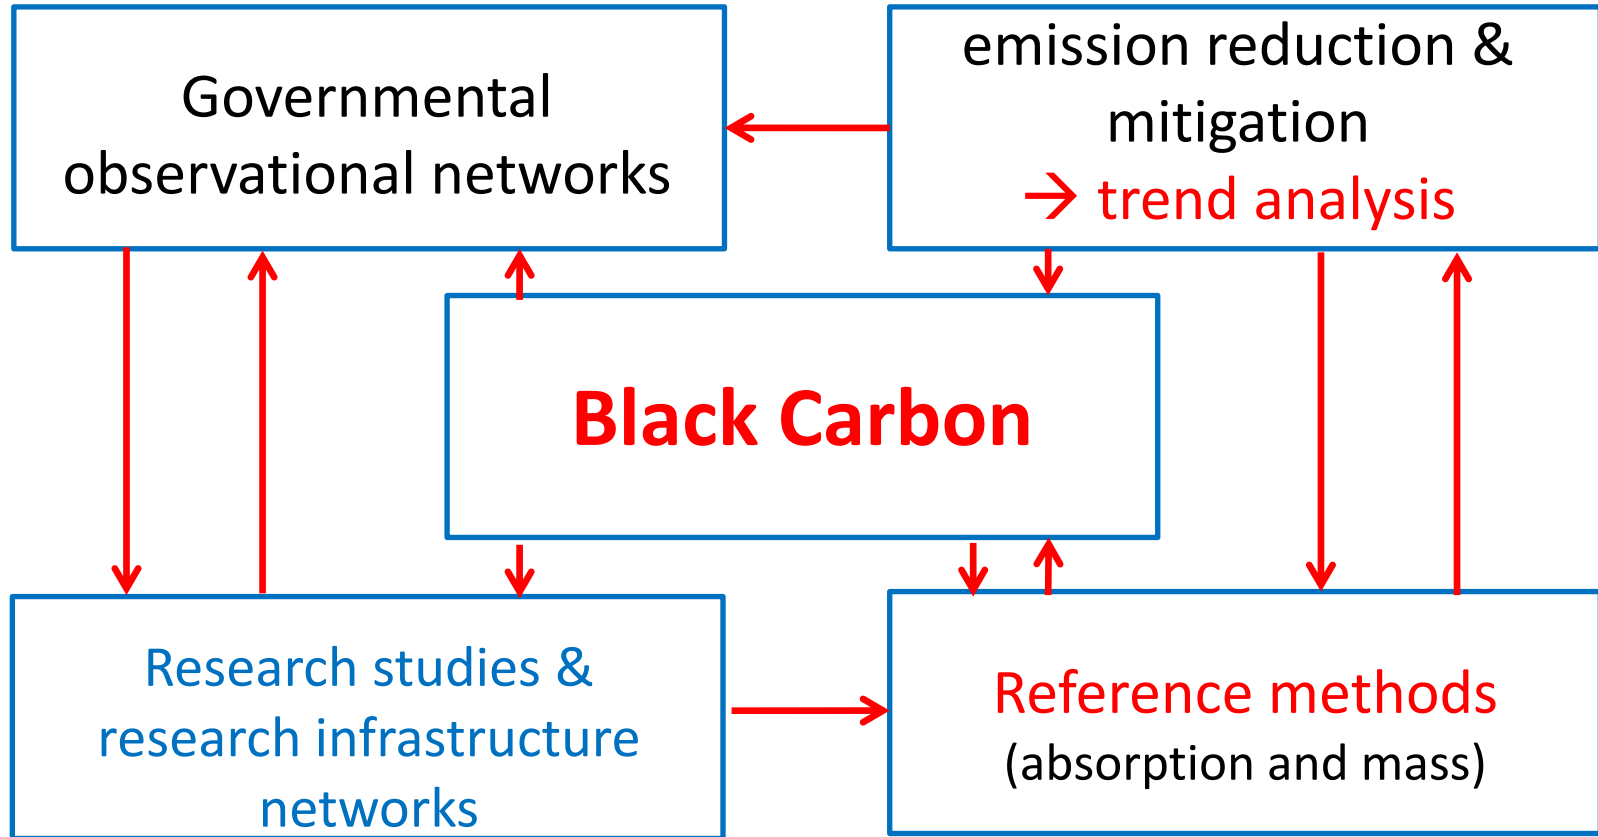 Governmental
observational networks
emission reduction &
mitigation
→ trend analysis
Black Carbon
Research studies &
research infrastructure
networks
Reference methods
(absorption and mass)